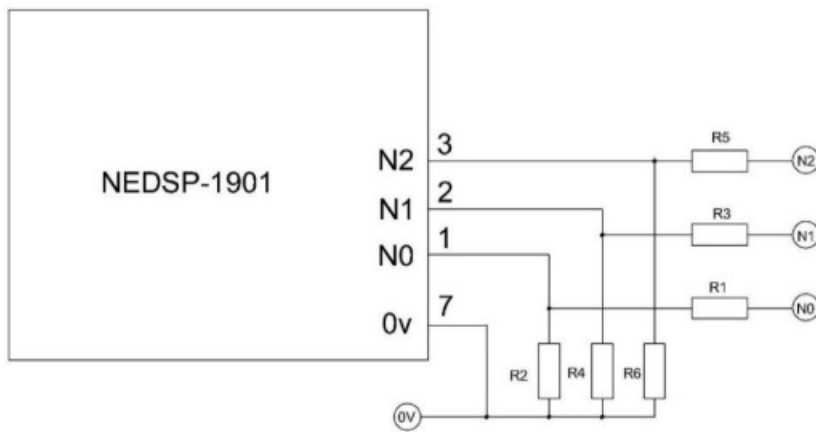 NEDSP-1901
N2 3
N1 2
N0 1
0v 7
R5 N2
R3 N1
R1 N0
R2 R4 R6
0V